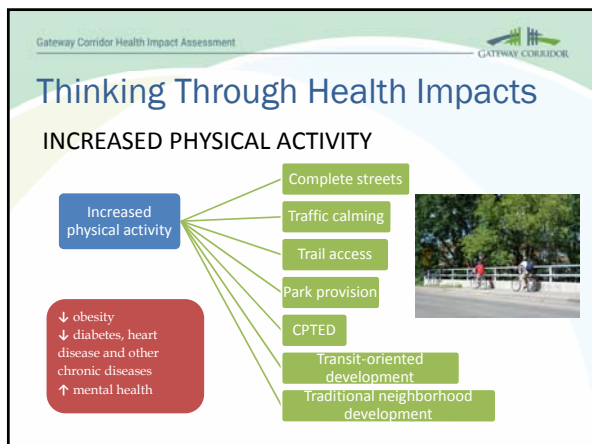 Gateway Corridor Health Impact Assessment
GATEWAY CORRIDOR
Thinking Through Health Impacts
INCREASED PHYSICAL ACTIVITY
Increased
physical activity
Complete streets
Traffic calming
Trail access
Park provision
CPTED
Transit-oriented
development
Traditional neighborhood
development
↓ obesity
↓ diabetes, heart
disease and other
chronic diseases
↑ mental health